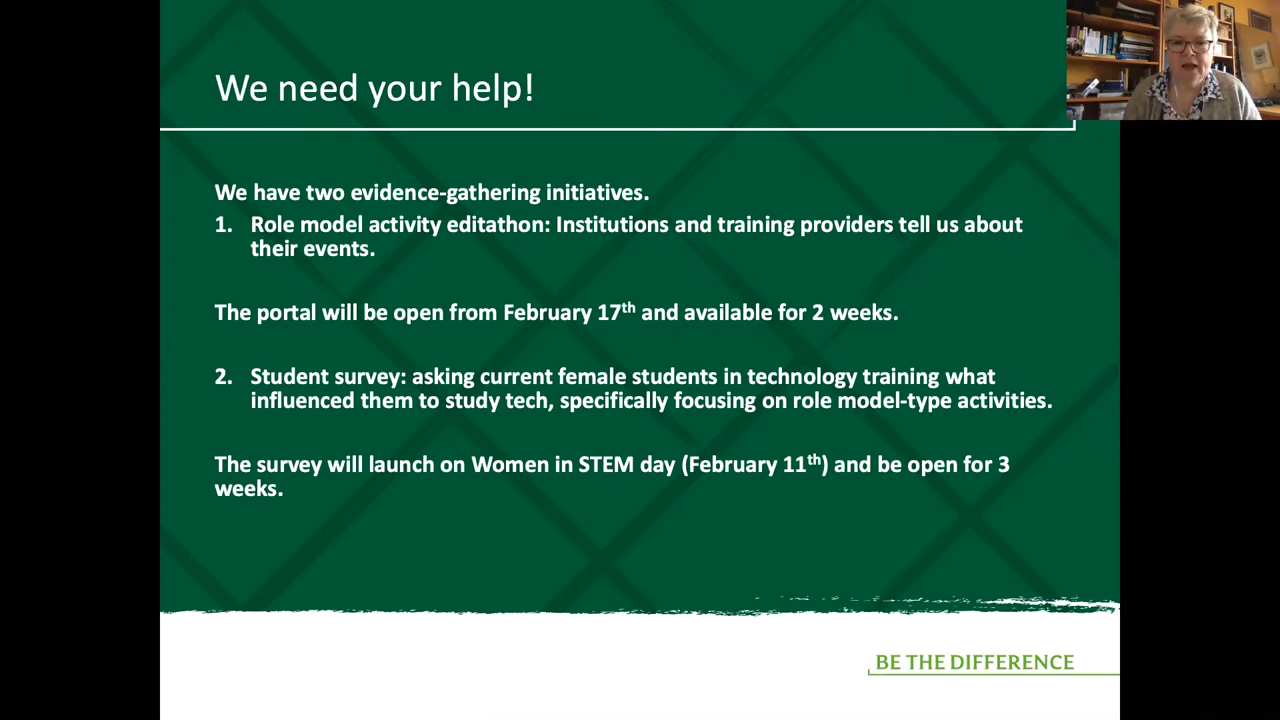 We need your help!
We have two evidence-gathering initiatives.
1. Role model activity editathon: Institutions and training providers tell us about
their events.
The portal will be open from February 17th and available for 2 weeks.
2. Student survey: asking current female students in technology training what
influenced them to study tech, specifically focusing on role model-type activities.
The survey will launch on Women in STEM day (February 11th) and be open for 3
weeks.
BE THE DIFFERENCE